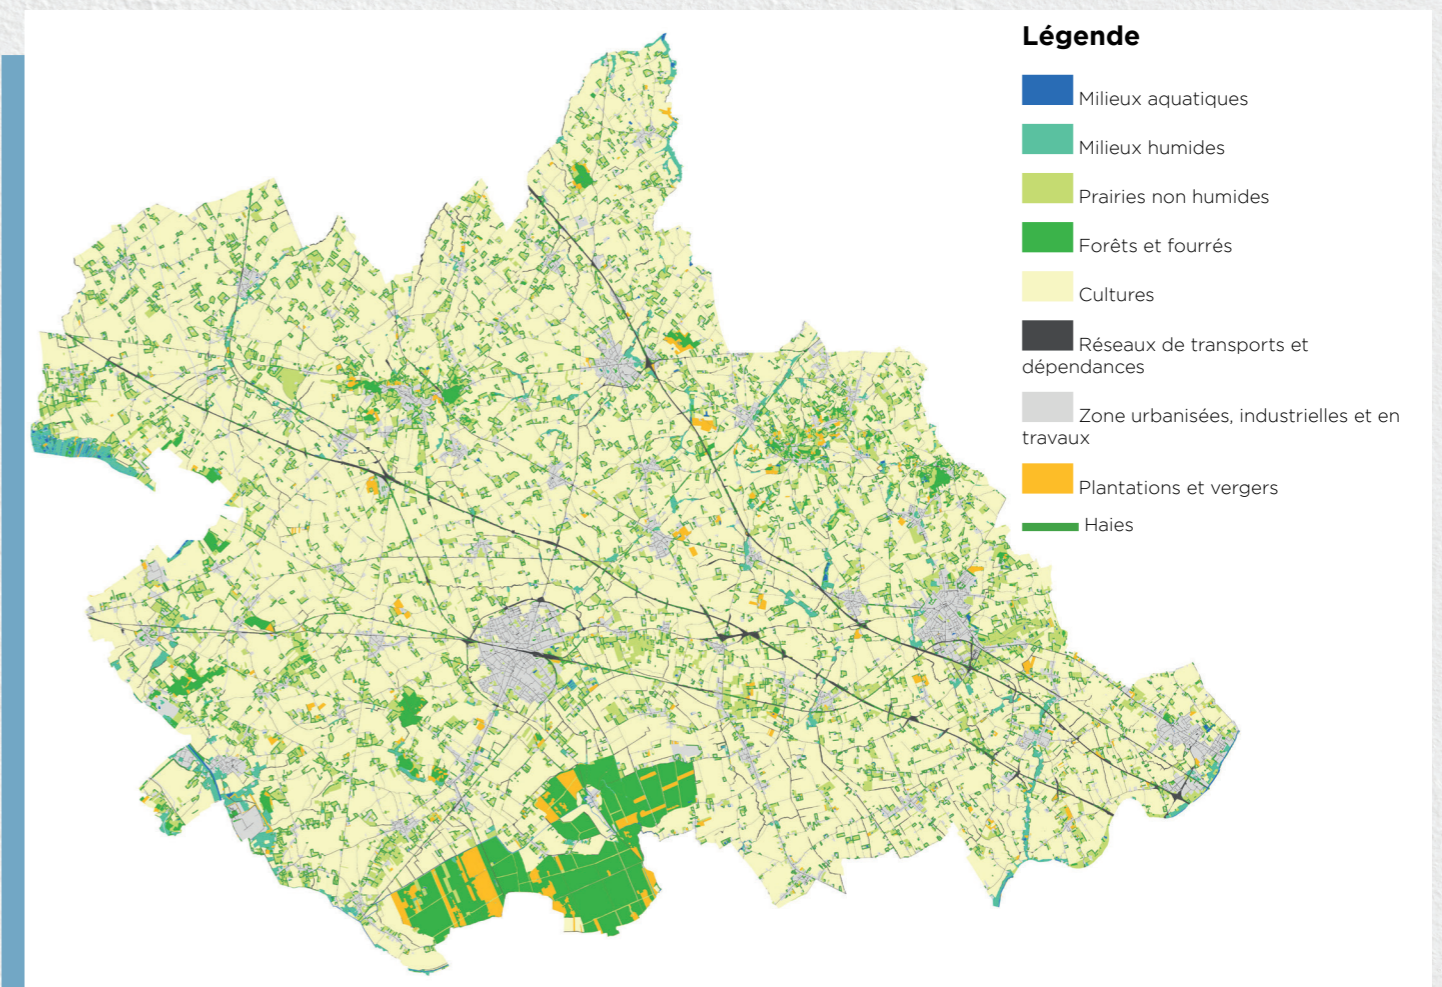 Légende
Milieux aquatiques
Milieux humides
Prairies non humides
Forêts et fourrés
Cultures
Réseaux de transports et
dépendances
Zone urbanisées, industrielles et en
travaux
Plantations et vergers
Haies